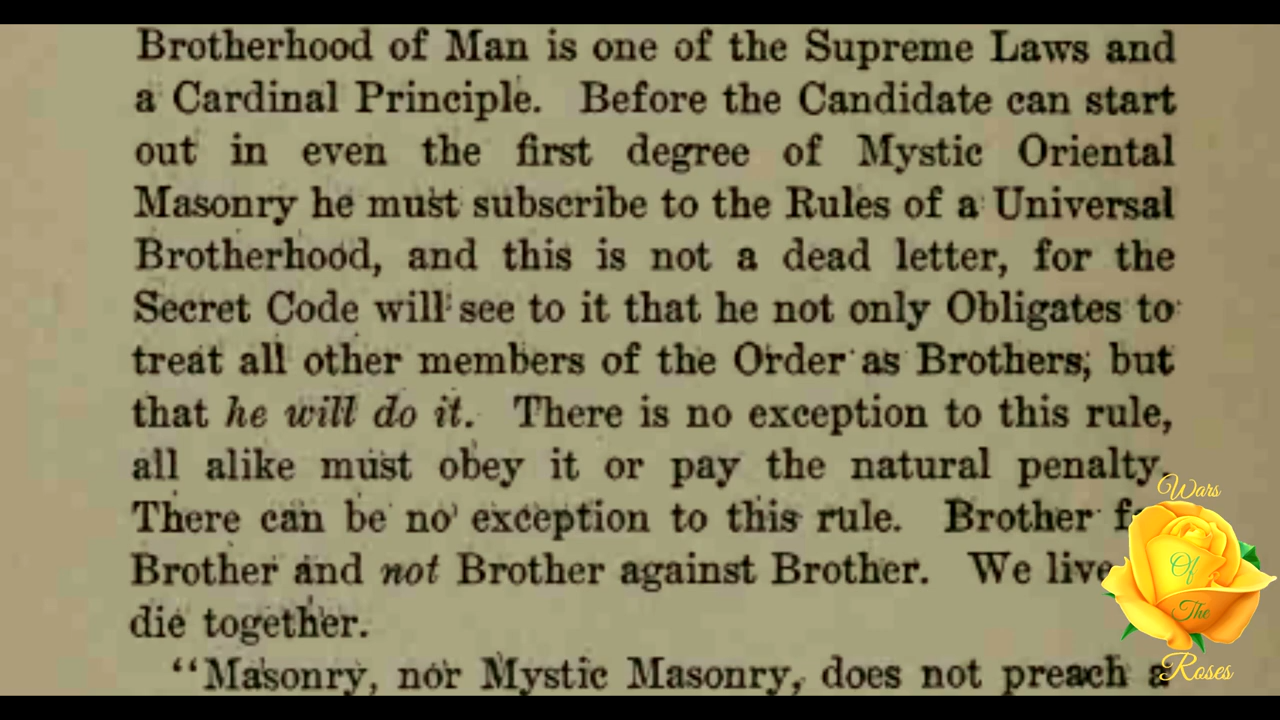 Brotherhood of Man is one of the Supreme Laws and
a Cardinal Principle. Before the Candidate can start
out in even the first degree of Mystic Oriental
Masonry he must subscribe to the Rules of a Universal
Brotherhood, and this is not a dead letter, for the
Secret Code will see to it that he not only Obligates to
treat all other members of the Order as Brothers, but
that he will do it. There is no exception to this rule,
all alike must obey it or pay the natural penalty.
There can be no exception to this rule. Brother
Brother and not Brother against Brother. We live
die together.
“Masonry, nor Mystic Masonry, does not preach a
Wars
Of
The
Roses